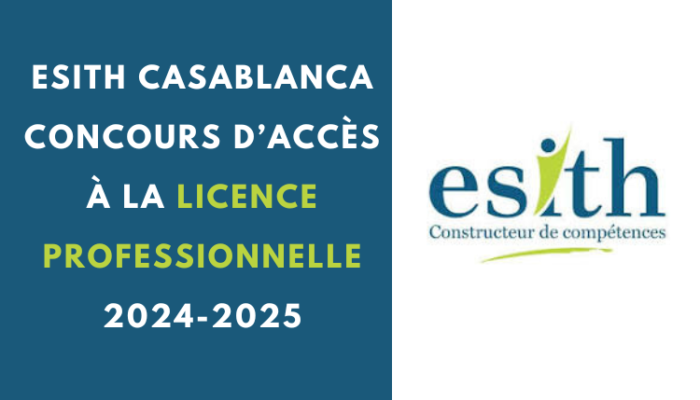 ESITH CASABLANCA
CONCOURS D’ACCÈS
À LA LICENCE
PROFESSIONNELLE
2024-2025
esith
Constructeur de compétences